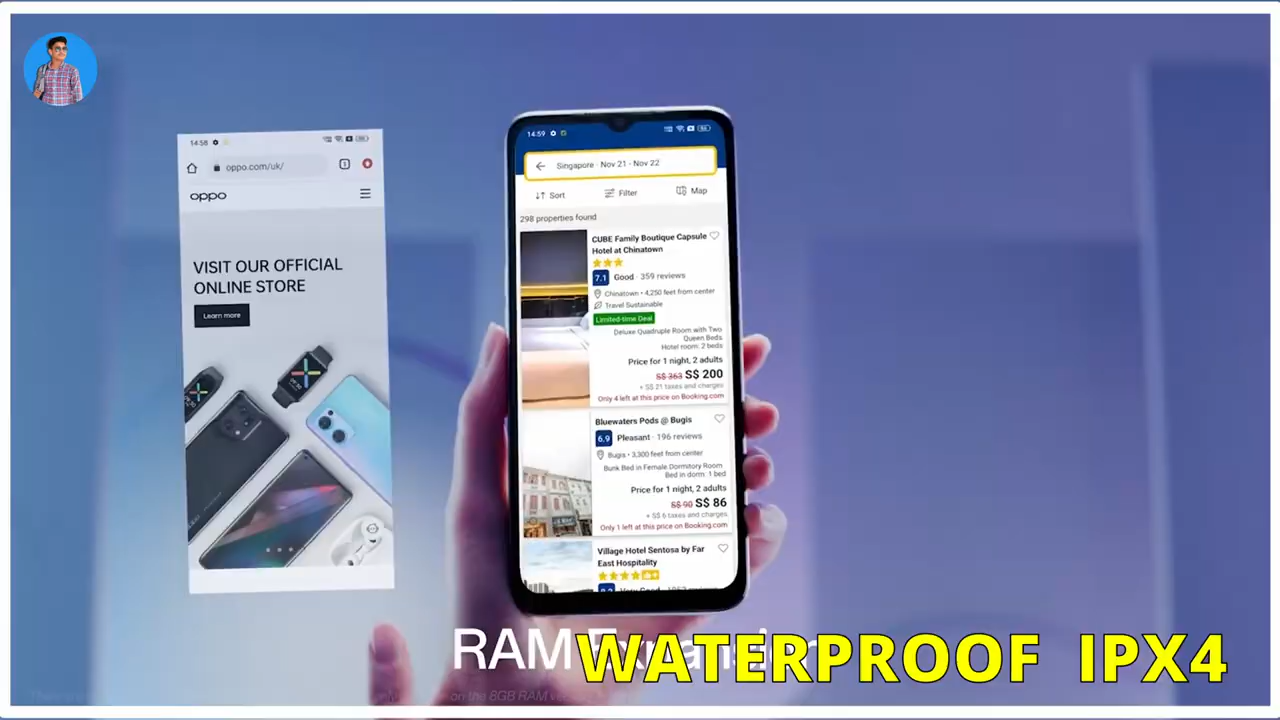 14:58
oppo.com/uk/
1
oppo
VISIT OUR OFFICIAL
ONLINE STORE
Learn more
14:59
Singapore · Nov 21 - Nov 22
Sort
Filter
Map
298 properties found
CUBE Family Boutique Capsule
Hotel at Chinatown
7.1 Good · 359 reviews
Chinatown • 4,250 feet from center
Travel Sustainable
Limited-time Deal
Deluxe Quadruple Room with Two
Queen Beds
Hotel room: 2 beds
Price for 1 night, 2 adults
S$ 363 S$ 200
+ S$ 21 taxes and charges
Only 4 left at this price on Booking.com
Bluewaters Pods @ Bugis
6.9 Pleasant · 196 reviews
Bugis • 3,300 feet from center
Bunk Bed in Female Dormitory Room
Bed in dorm: 1 bed
Price for 1 night, 2 adults
S$ 90 S$ 86
+ S$ 6 taxes and charges
Only 1 left at this price on Booking.com
Village Hotel Sentosa by Far
East Hospitality
RAM
WATERPROOF IPX4
on the 8GB RAM